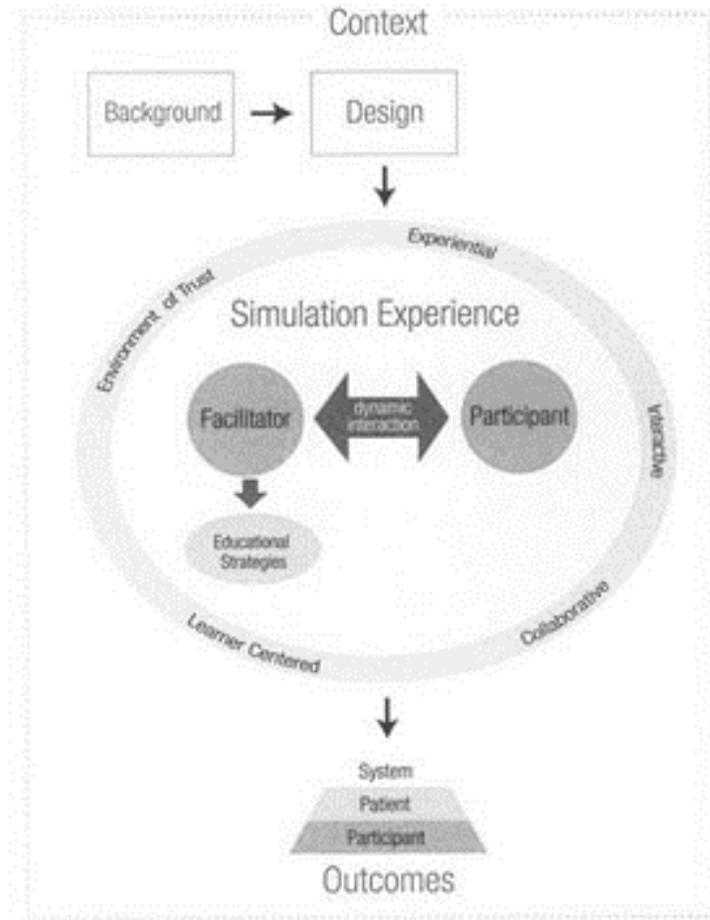 Context
Background
Design
Experiential
Environment of Trust
Simulation Experience
Facilitator
dynamic
interaction
Participant
Interactive
Educational
Strategies
Learner Centered
Collaborative
System
Patient
Participant
Outcomes